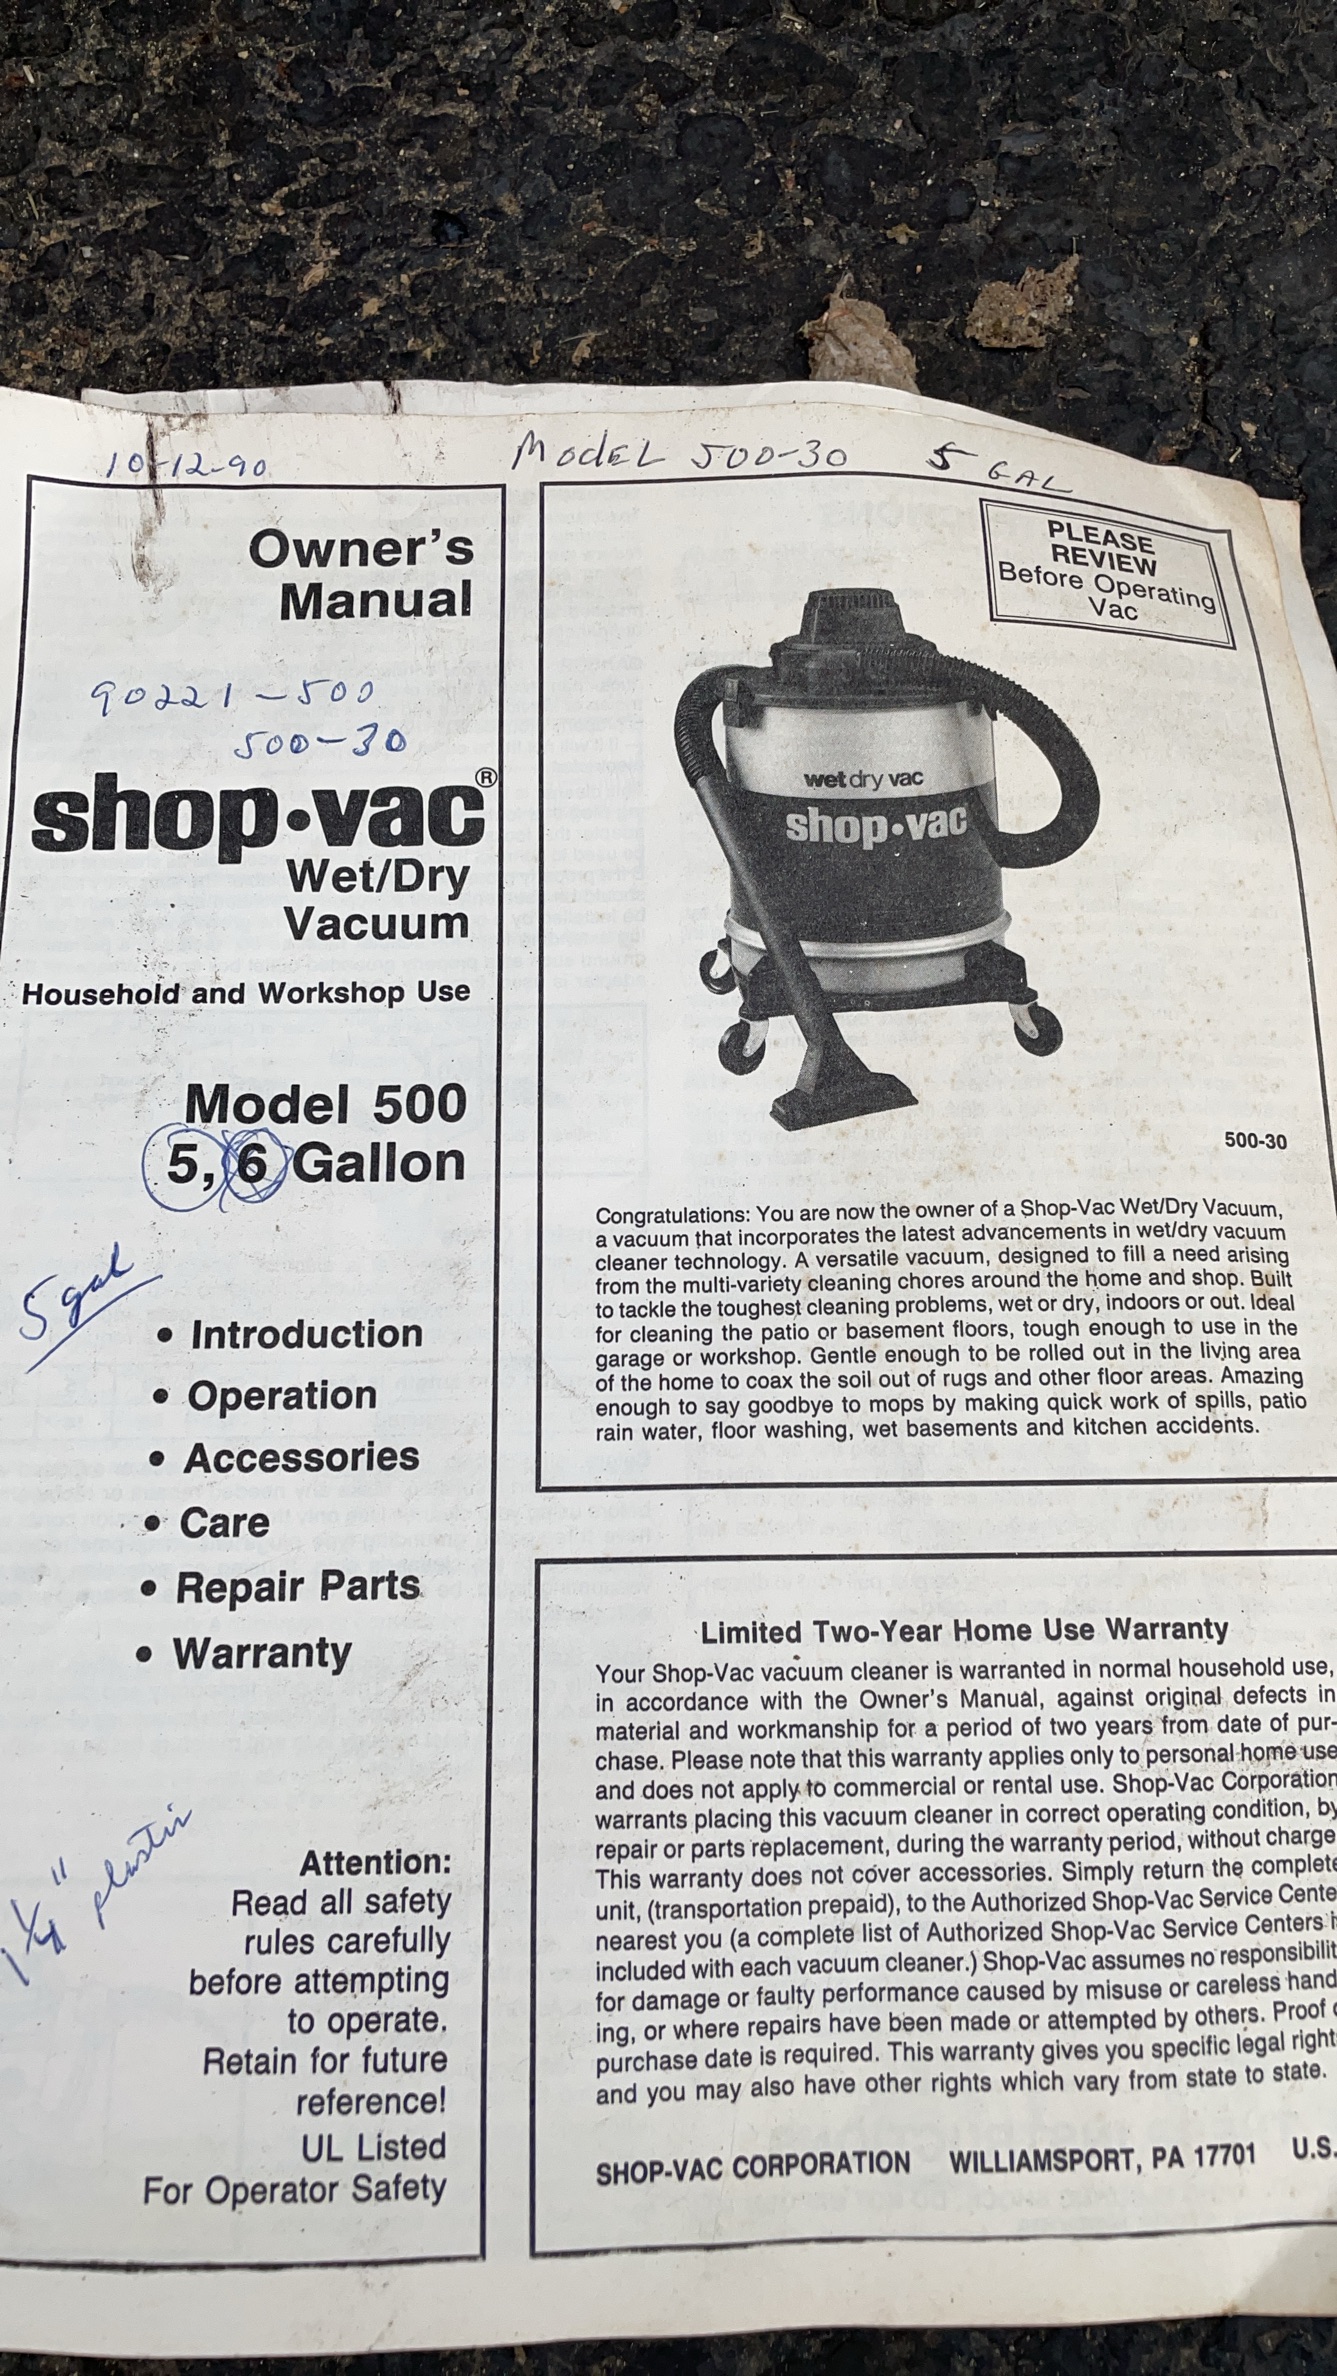 10-12-90
Model 500-30 5 GAL
Owner's
Manual
90221-500
500-30
shop·vac®
Wet/Dry
Vacuum
Household and Workshop Use
Model 500
5, 6 Gallon
5 gal
• Introduction
• Operation
• Accessories
• Care
• Repair Parts
• Warranty
1 1/4" plastic
Attention:
Read all safety
rules carefully
before attempting
to operate.
Retain for future
reference!
UL Listed
For Operator Safety
PLEASE
REVIEW
Before Operating
Vac
wet dry vac
shop·vac
500-30
Congratulations: You are now the owner of a Shop-Vac Wet/Dry Vacuum,
a vacuum that incorporates the latest advancements in wet/dry vacuum
cleaner technology. A versatile vacuum, designed to fill a need arising
from the multi-variety cleaning chores around the home and shop. Built
to tackle the toughest cleaning problems, wet or dry, indoors or out. Ideal
for cleaning the patio or basement floors, tough enough to use in the
garage or workshop. Gentle enough to be rolled out in the living area
of the home to coax the soil out of rugs and other floor areas. Amazing
enough to say goodbye to mops by making quick work of spills, patio
rain water, floor washing, wet basements and kitchen accidents.
Limited Two-Year Home Use Warranty
Your Shop-Vac vacuum cleaner is warranted in normal household use,
in accordance with the Owner's Manual, against original defects in
material and workmanship for a period of two years from date of pur-
chase. Please note that this warranty applies only to personal home use
and does not apply to commercial or rental use. Shop-Vac Corporation
warrants placing this vacuum cleaner in correct operating condition, by
repair or parts replacement, during the warranty period, without charge
This warranty does not cover accessories. Simply return the complete
unit, (transportation prepaid), to the Authorized Shop-Vac Service Cente
nearest you (a complete list of Authorized Shop-Vac Service Centers i
included with each vacuum cleaner.) Shop-Vac assumes no responsibilit
for damage or faulty performance caused by misuse or careless hand
ing, or where repairs have been made or attempted by others. Proof o
purchase date is required. This warranty gives you specific legal right
and you may also have other rights which vary from state to state.
SHOP-VAC CORPORATION WILLIAMSPORT, PA 17701 U.S.